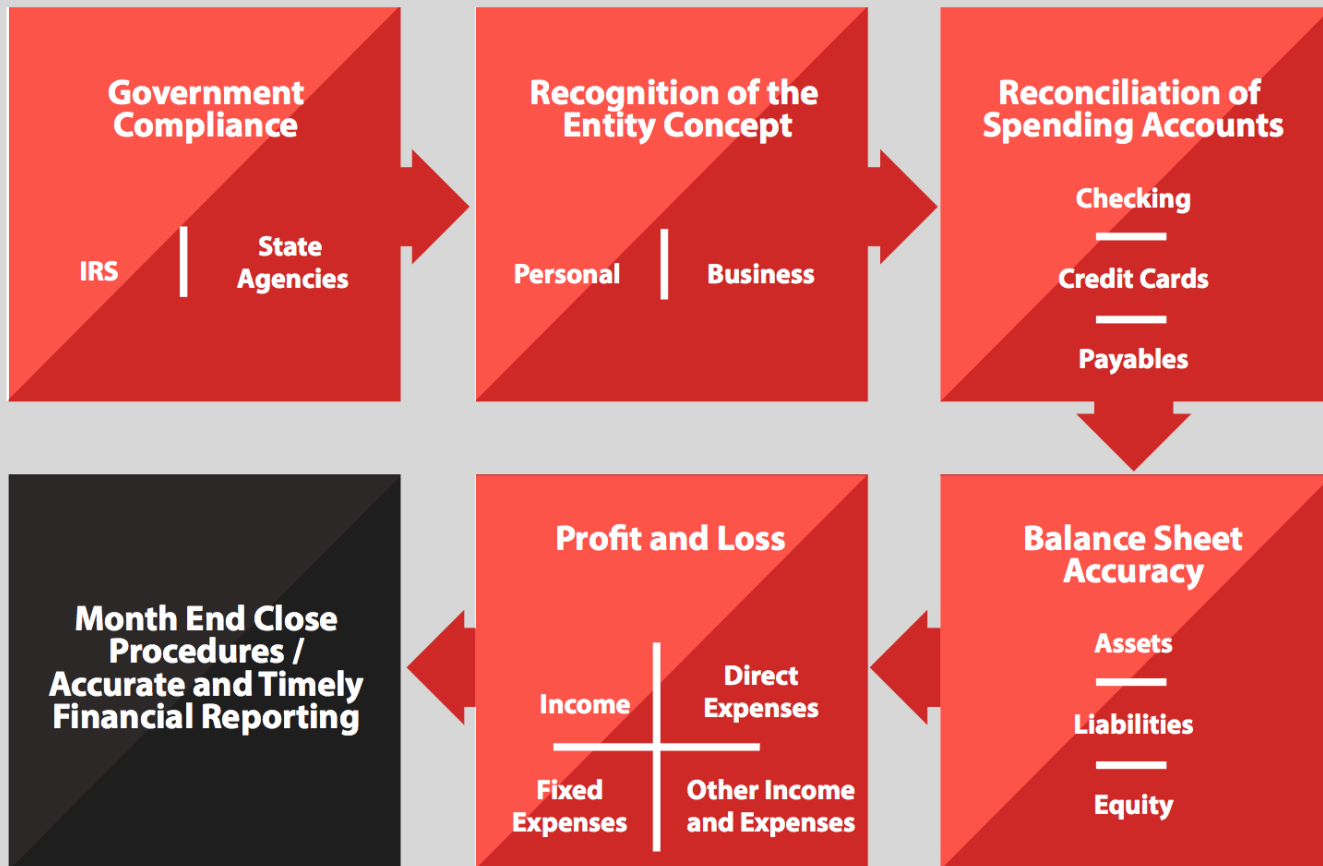 Government
Compliance
IRS
State
Agencies
Recognition of the
Entity Concept
Personal
Business
Reconciliation of
Spending Accounts
Checking
Credit Cards
Payables
Balance Sheet
Accuracy
Assets
Liabilities
Equity
Profit and Loss
Income
Direct
Expenses
Fixed
Expenses
Other Income
and Expenses
Month End Close
Procedures /
Accurate and Timely
Financial Reporting